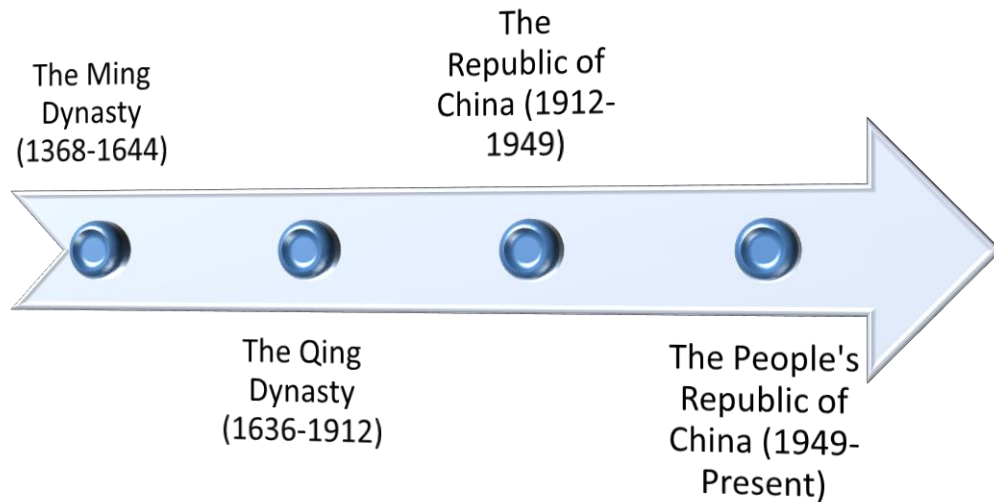 The Ming
Dynasty
(1368-1644)
The Qing
Dynasty
(1636-1912)
The
Republic of
China (1912-
1949)
The People's
Republic of
China (1949-
Present)